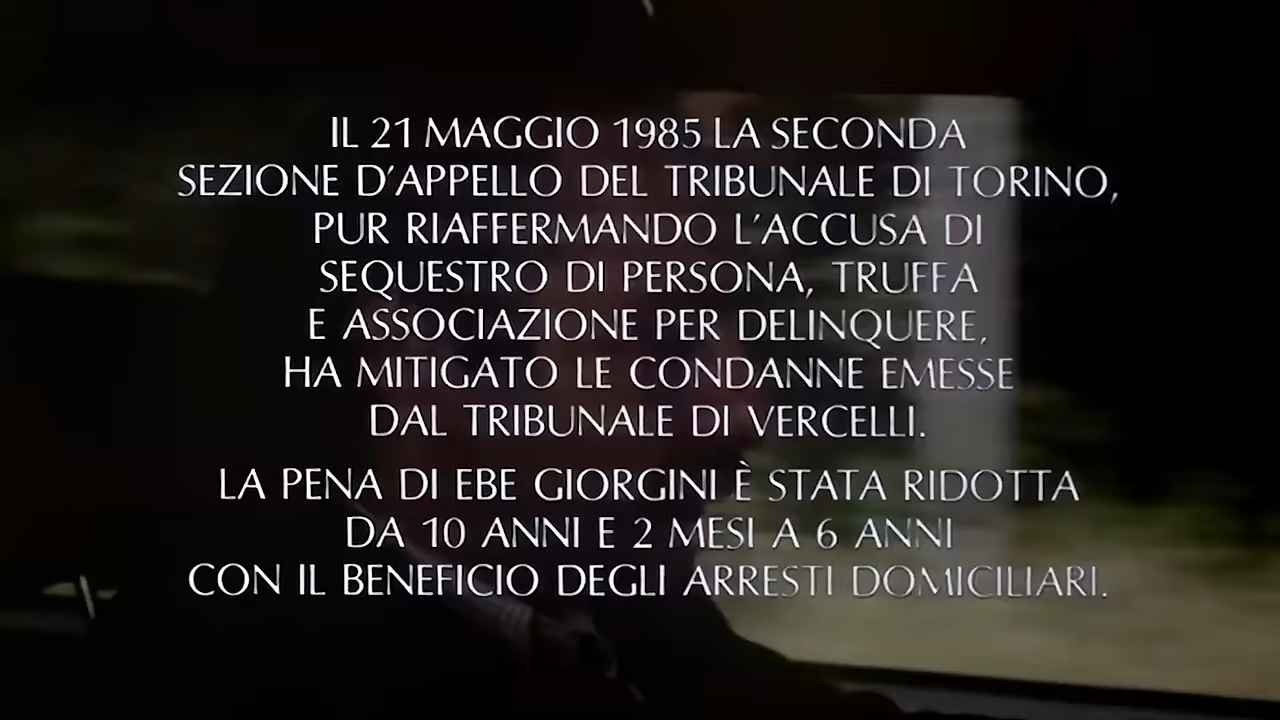 IL 21 MAGGIO 1985 LA SECONDA
SEZIONE D'APPELLO DEL TRIBUNALE DI TORINO,
PUR RIAFFERMANDO L'ACCUSA DI
SEQUESTRO DI PERSONA, TRUFFA
E ASSOCIAZIONE PER DELINQUERE,
HA MITIGATO LE CONDANNE EMESSE
DAL TRIBUNALE DI VERCELLI.
LA PENA DI EBE GIORGINI È STATA RIDOTTA
DA 10 ANNI E 2 MESI A 6 ANNI
CON IL BENEFICIO DEGLI ARRESTI DOMICILIARI.